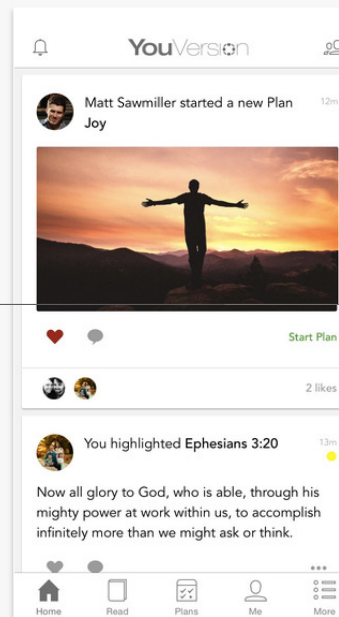 YouVersion
Matt Sawmiller started a new Plan
12m
Joy
Start Plan
2 likes
You highlighted Ephesians 3:20
13m
Now all glory to God, who is able, through his
mighty power at work within us, to accomplish
infinitely more than we might ask or think.
Home
Read
Plans
Me
More